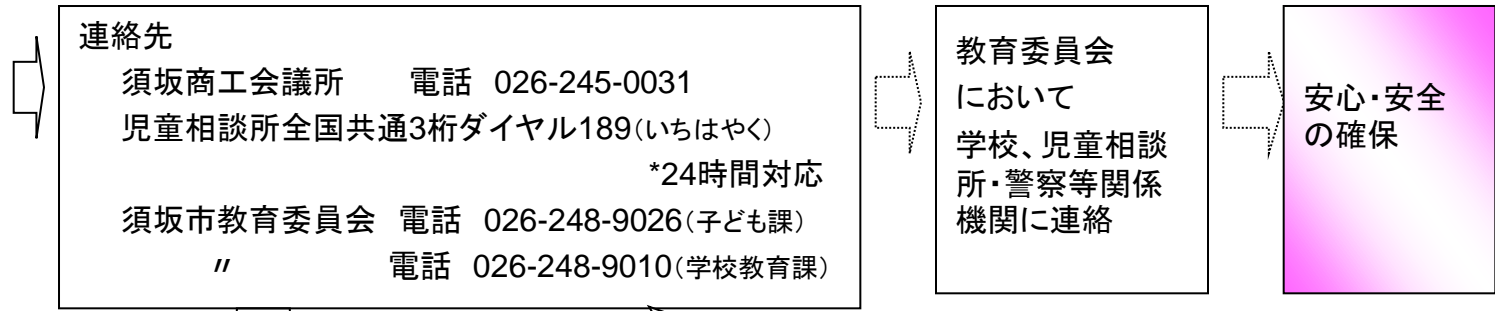 連絡先
須坂商工会議所 電話 026-245-0031
児童相談所全国共通3桁ダイヤル189(いちはやく)
*24時間対応
須坂市教育委員会 電話 026-248-9026(子ども課)
〃 電話 026-248-9010(学校教育課)
教育委員会
において
学校、児童相談
所・警察等関係
機関に連絡
安心・安全
の確保